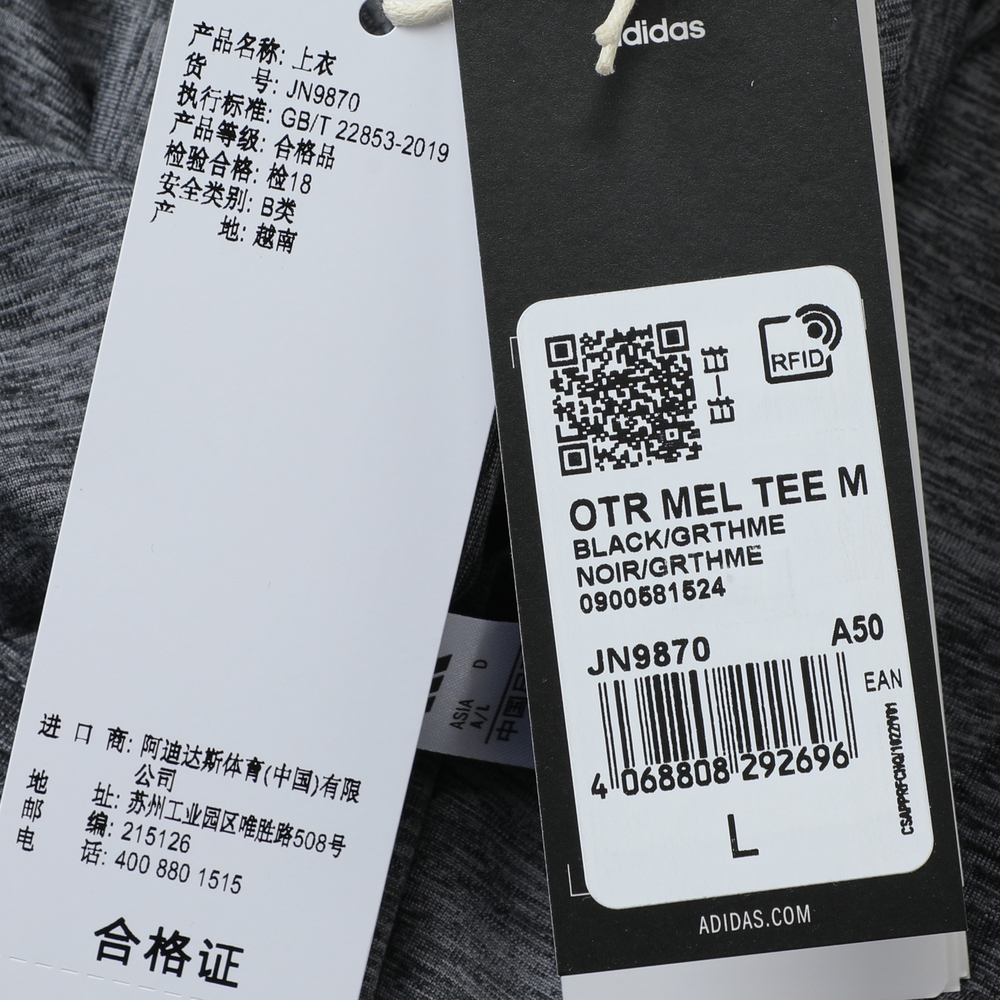 产品名称: 上衣
货 号: JN9870
执行标准: GB/T 22853-2019
产品等级: 合格品
检验合格: 检18
安全类别: B类
产 地: 越南
进 口 商: 阿迪达斯体育(中国)有限
公司
地 址: 苏州工业园区唯胜路508号
邮 编: 215126
电 话: 400 880 1515
合格证
adidas
RFID
OTR MEL TEE M
BLACK/GRTHME
NOIR/GRTHME
0900581524
JN9870 A50
EAN
4 068808 292696
L
ADIDAS.COM
ASIA D
A/L
中国